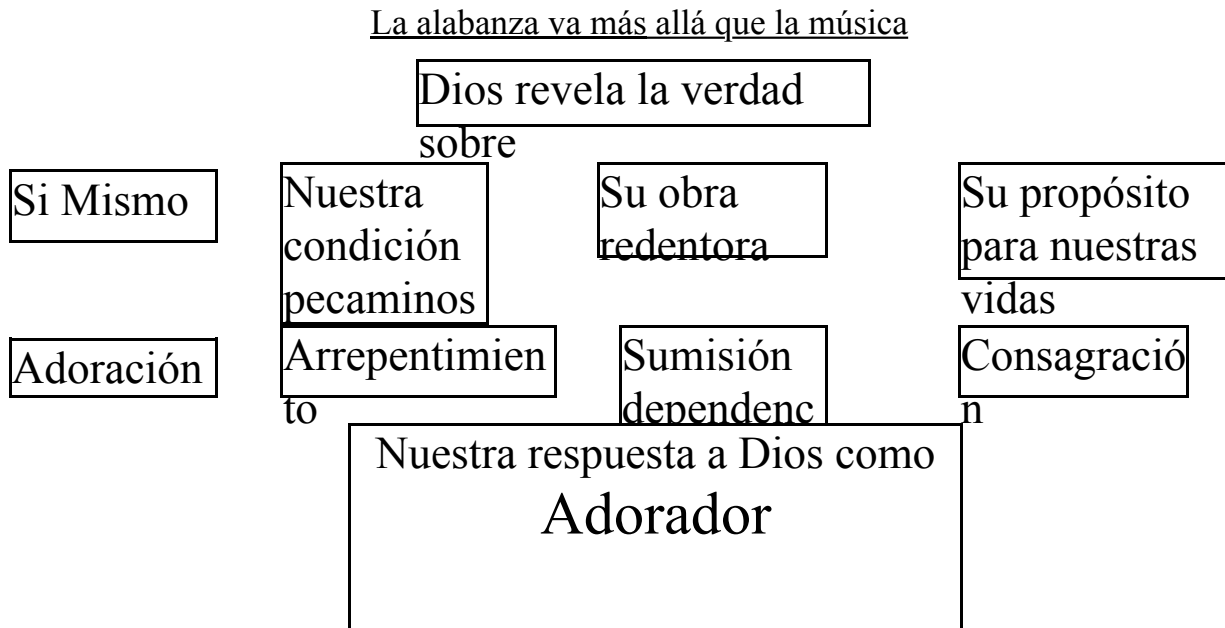 La alabanza va más allá que la música
Dios revela la verdad
sobre
Si Mismo
Nuestra
condición
pecaminos
Su obra
redentora
Su propósito
para nuestras
vidas
Adoración
Arrepentimien
to
Sumisión
dependenc
Consagració
n
Nuestra respuesta a Dios como
Adorador